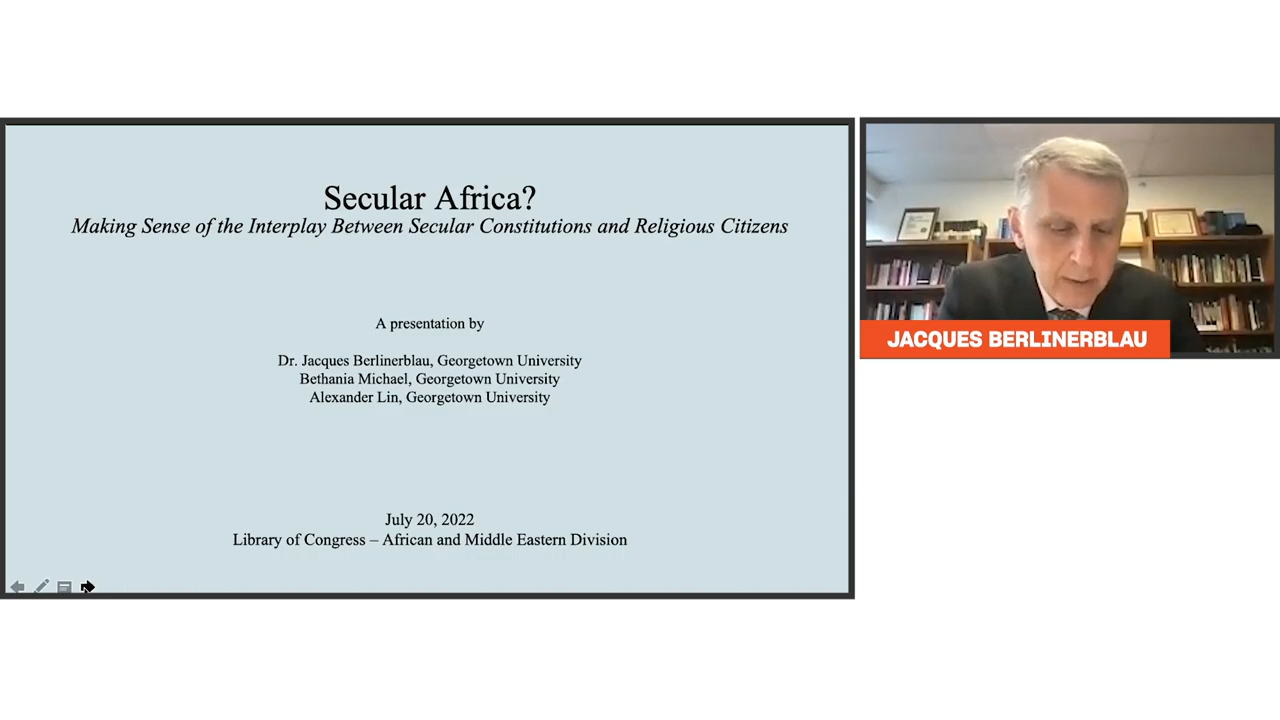 Secular Africa?
Making Sense of the Interplay Between Secular Constitutions and Religious Citizens
A presentation by
Dr. Jacques Berlinerblau, Georgetown University
Bethania Michael, Georgetown University
Alexander Lin, Georgetown University
July 20, 2022
Library of Congress – African and Middle Eastern Division
JACQUES BERLINERBLAU